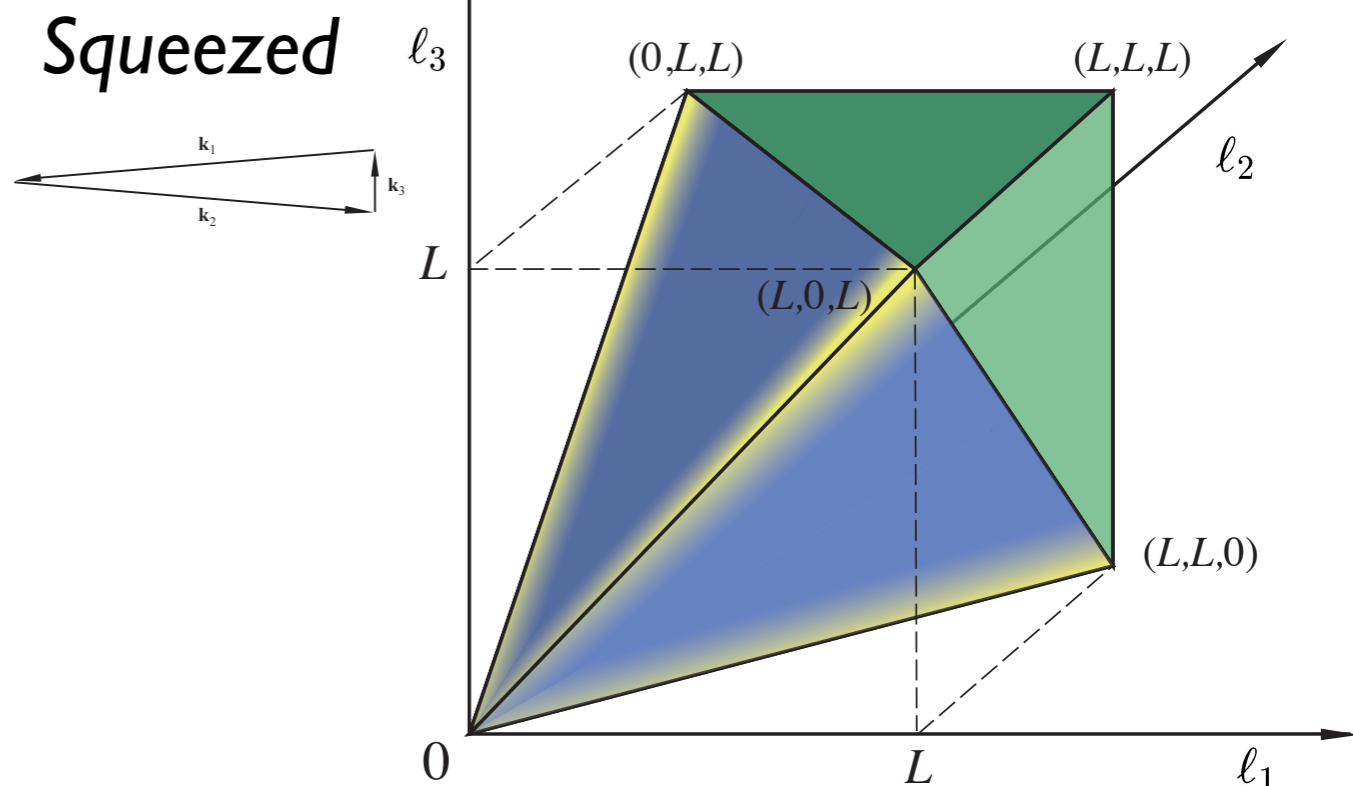 Squeezed
k₁
k₂
k₃
ℓ₃
(0,L,L)
(L,L,L)
ℓ₂
L
(L,0,L)
(L,L,0)
0
L
ℓ₁